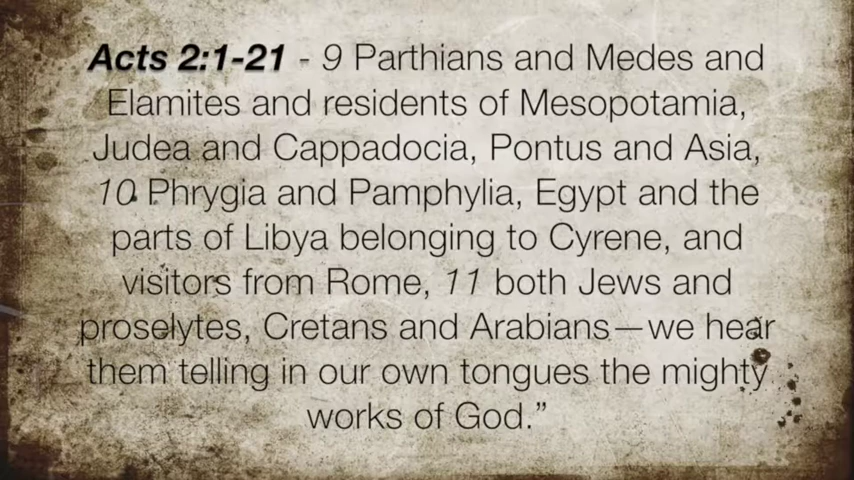 Acts 2:1-21 - 9 Parthians and Medes and
Elamites and residents of Mesopotamia,
Judea and Cappadocia, Pontus and Asia,
10 Phrygia and Pamphylia, Egypt and the
parts of Libya belonging to Cyrene, and
visitors from Rome, 11 both Jews and
proselytes, Cretans and Arabians—we hear
them telling in our own tongues the mighty
works of God.”